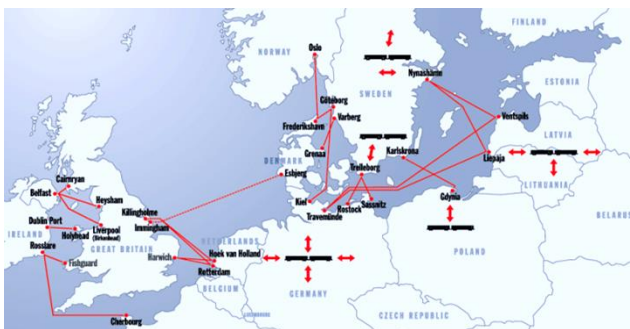 FINLAND
NORWAY
Oslo
Nynashamn
SWEDEN
ESTONIA
Göteborg
Varberg
Frederikshavn
Ventspils
Grenaa
LATVIA
Karlskrona
Liepaja
DENMARK
Trelleborg
Esbjerg
LITHUANIA
Cairnryan
Belfast
Heysham
Kiel
Rostock
Sassnitz
Gdynia
Travemünde
Killingholme
Immingham
Dublin Port
Liverpool
(Birkenhead)
Holyhead
BELAR
IRELAND
GREAT BRITAIN
Rosslare
NETHERLANDS
Fishguard
Harwich
Hoek van Holland
POLAND
Rotterdam
BELGIUM
GERMANY
LUXEMBOURG
CZECH REPUBLIC
Cherbourg